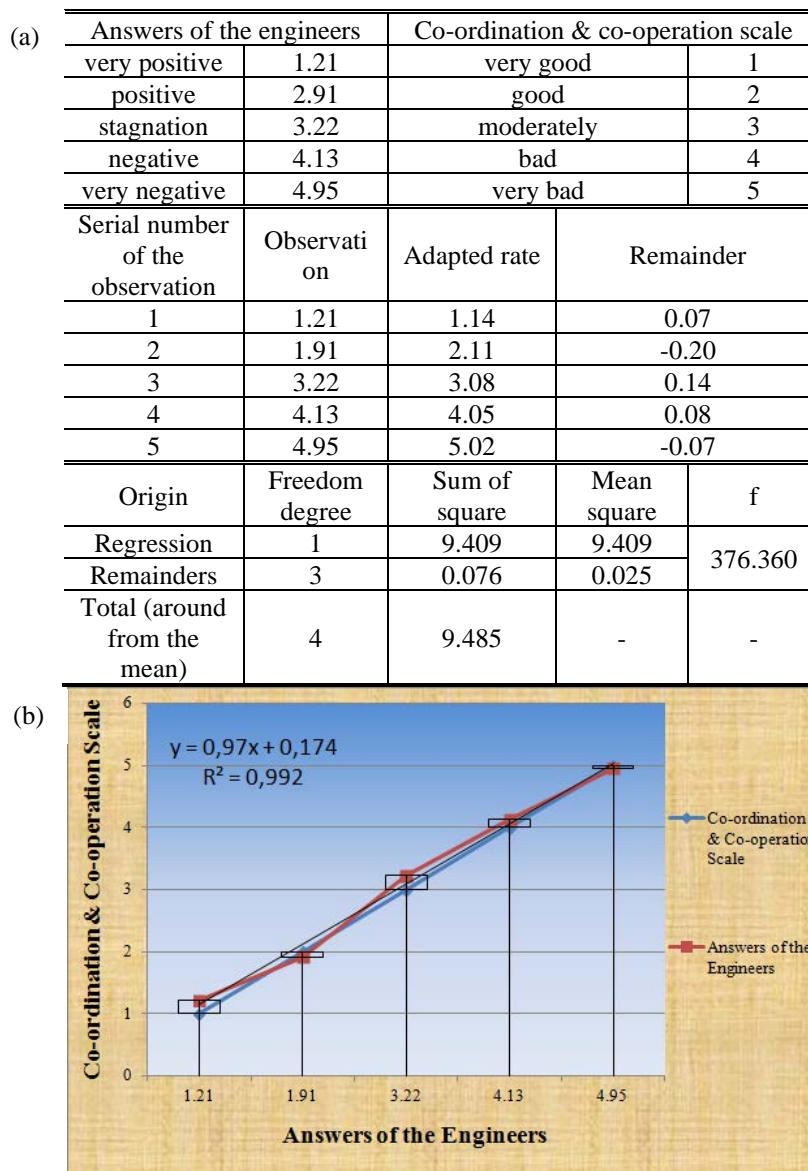 (a)
Answers of the engineers Co-ordination & co-operation scale
very positive 1.21 very good 1
positive 2.91 good 2
stagnation 3.22 moderately 3
negative 4.13 bad 4
very negative 4.95 very bad 5
Serial number
of the
observation
Observati
on
Adapted rate Remainder
1 1.21 1.14 0.07
2 1.91 2.11 -0.20
3 3.22 3.08 0.14
4 4.13 4.05 0.08
5 4.95 5.02 -0.07
Origin
Freedom
degree
Sum of
square
Mean
square
f
Regression 1 9.409 9.409
376.360
Remainders 3 0.076 0.025
Total (around
from the
mean)
4 9.485 - -
(b)
Co-ordination & Co-operation Scale
6
5
4
3
2
1
0
y = 0,97x + 0,174
R² = 0,992
1.21 1.91 3.22 4.13 4.95
Answers of the Engineers
Co-ordination
& Co-operatio
Scale
Answers of the
Engineers